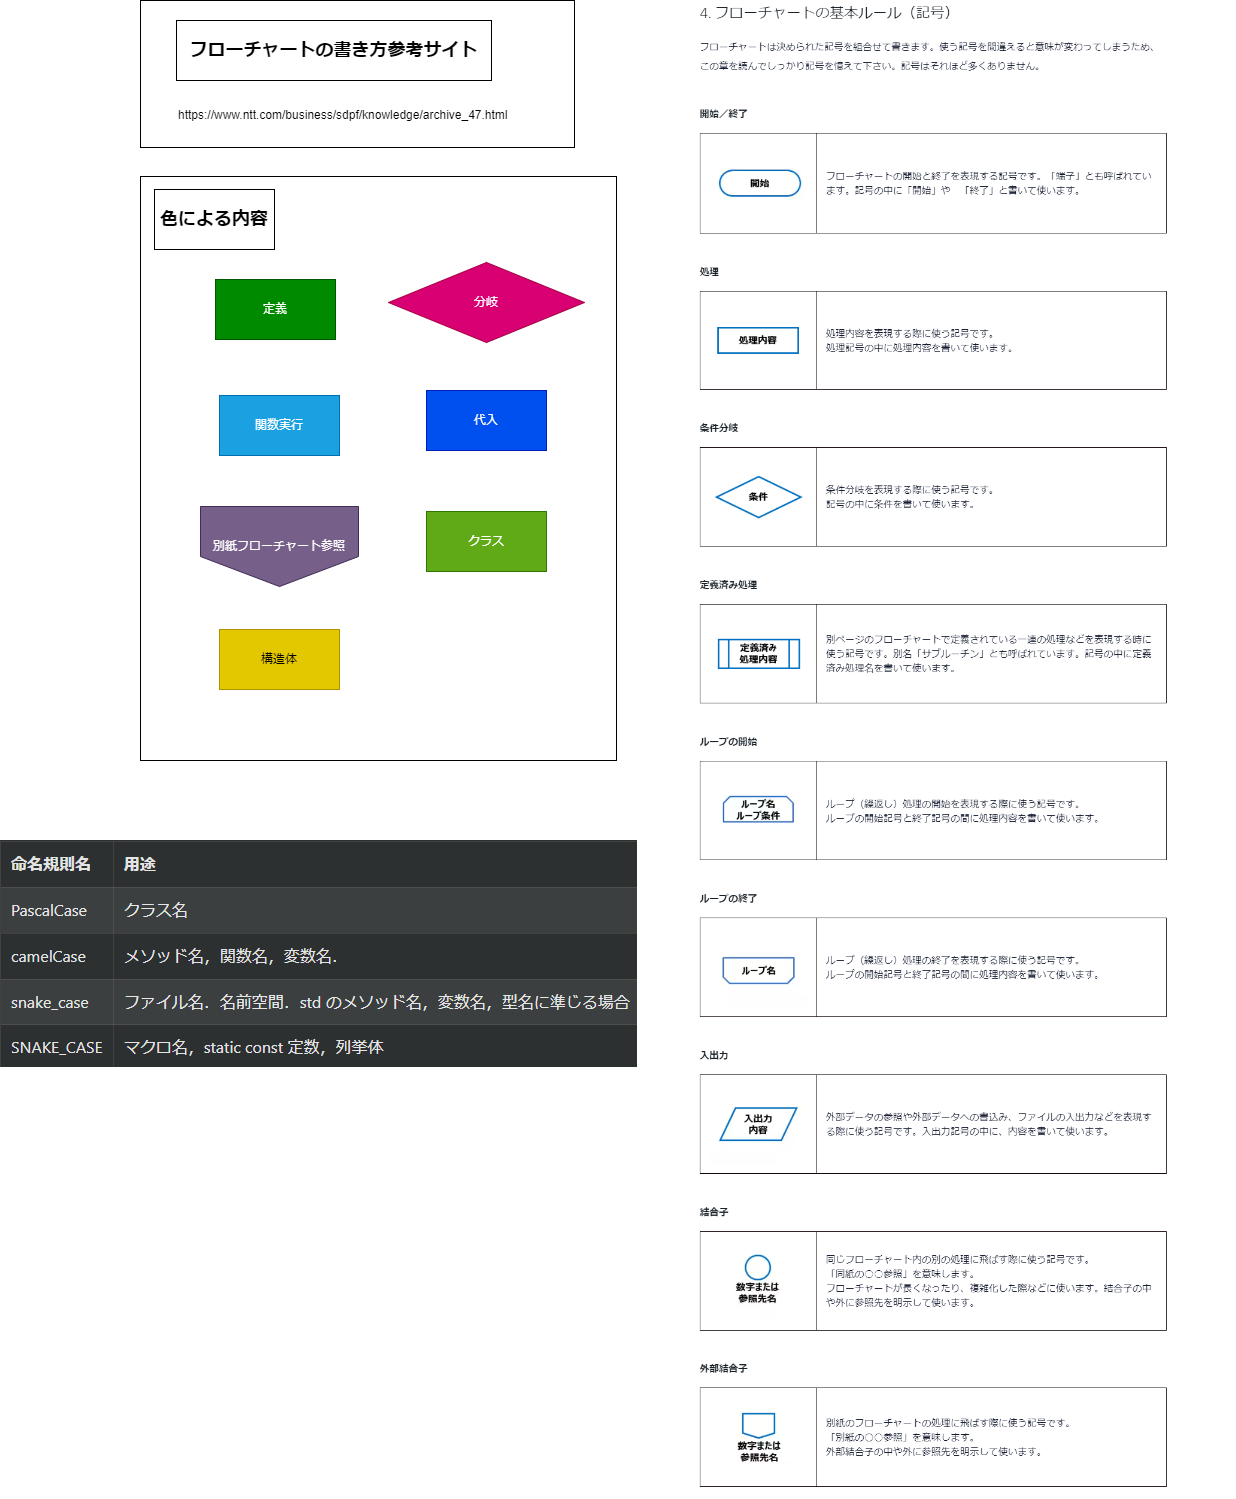 フローチャートの書き方参考サイト
https://www.ntt.com/business/sdpf/knowledge/archive_47.html
色による内容
定義
分岐
関数実行
代入
別紙フローチャート参照
クラス
構造体
命名規則名 用途
PascalCase クラス名
camelCase メソッド名，関数名，変数名．
snake_case ファイル名．名前空間．std のメソッド名，変数名，型名に準じる場合
SNAKE_CASE マクロ名，static const 定数，列挙体
4. フローチャートの基本ルール（記号）
フローチャートは決められた記号を組合せて書きます。使う記号を間違えると意味が変わってしまうため、
この章を読んでしっかり記号を憶えて下さい。記号はそれほど多くありません。
開始／終了
開始
フローチャートの開始と終了を表現する記号です。「端子」とも呼ばれてい
ます。記号の中に「開始」や　「終了」と書いて使います。
処理
処理内容
処理内容を表現する際に使う記号です。
処理記号の中に処理内容を書いて使います。
条件分岐
条件
条件分岐を表現する際に使う記号です。
記号の中に条件を書いて使います。
定義済み処理
定義済み
処理内容
別ページのフローチャートで定義されている一連の処理などを表現する時に
使う記号です。別名「サブルーチン」とも呼ばれています。記号の中に定義
済み処理名を書いて使います。
ループの開始
ループ名
ループ条件
ループ（繰返し）処理の開始を表現する際に使う記号です。
ループの開始記号と終了記号の間に処理内容を書いて使います。
ループの終了
ループ名
ループ（繰返し）処理の終了を表現する際に使う記号です。
ループの開始記号と終了記号の間に処理内容を書いて使います。
入出力
入出力
内容
外部データの参照や外部データへの書込み、ファイルの入出力などを表現す
る際に使う記号です。入出力記号の中に、内容を書いて使います。
結合子
数字または
参照先名
同じフローチャート内の別の処理に飛ばす際に使う記号です。
「同紙の○○参照」を意味します。
フローチャートが長くなったり、複雑化した際などに使います。結合子の中
や外に参照先を明示して使います。
外部結合子
数字または
参照先名
別紙のフローチャートの処理に飛ばす際に使う記号です。
「別紙の○○参照」を意味します。
外部結合子の中や外に参照先を明示して使います。